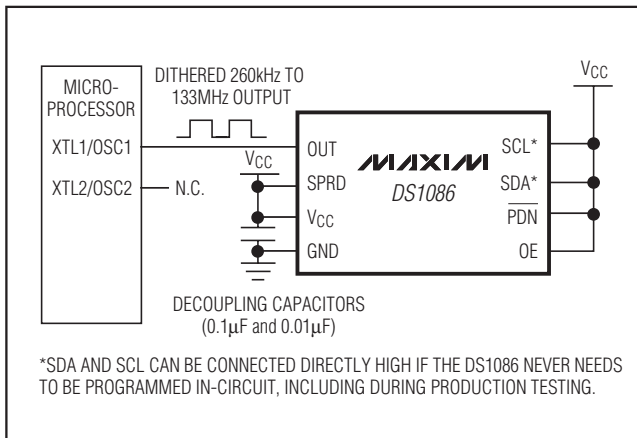 MICRO-
PROCESSOR
XTL1/OSC1
XTL2/OSC2
N.C.
DITHERED 260kHz TO
133MHz OUTPUT
VCC
OUT
SPRD
VCC
GND
MAXIM
DS1086
SCL*
SDA*
PDN
OE
VCC
DECOUPLING CAPACITORS
(0.1μF and 0.01μF)
*SDA AND SCL CAN BE CONNECTED DIRECTLY HIGH IF THE DS1086 NEVER NEEDS
TO BE PROGRAMMED IN-CIRCUIT, INCLUDING DURING PRODUCTION TESTING.